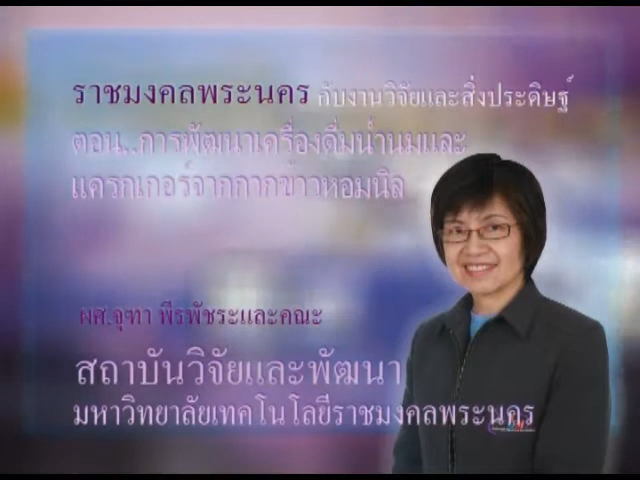 ราชมงคลพระนคร กับงานวิจัยและสิ่งประดิษฐ์
ตอน..การพัฒนาเครื่องดื่มน้ำนมและ
แครกเกอร์จากกากข้าวหอมนิล
ผศ.จุฑา พีรพัชระและคณะ
สถาบันวิจัยและพัฒนา
มหาวิทยาลัยเทคโนโลยีราชมงคลพระนคร